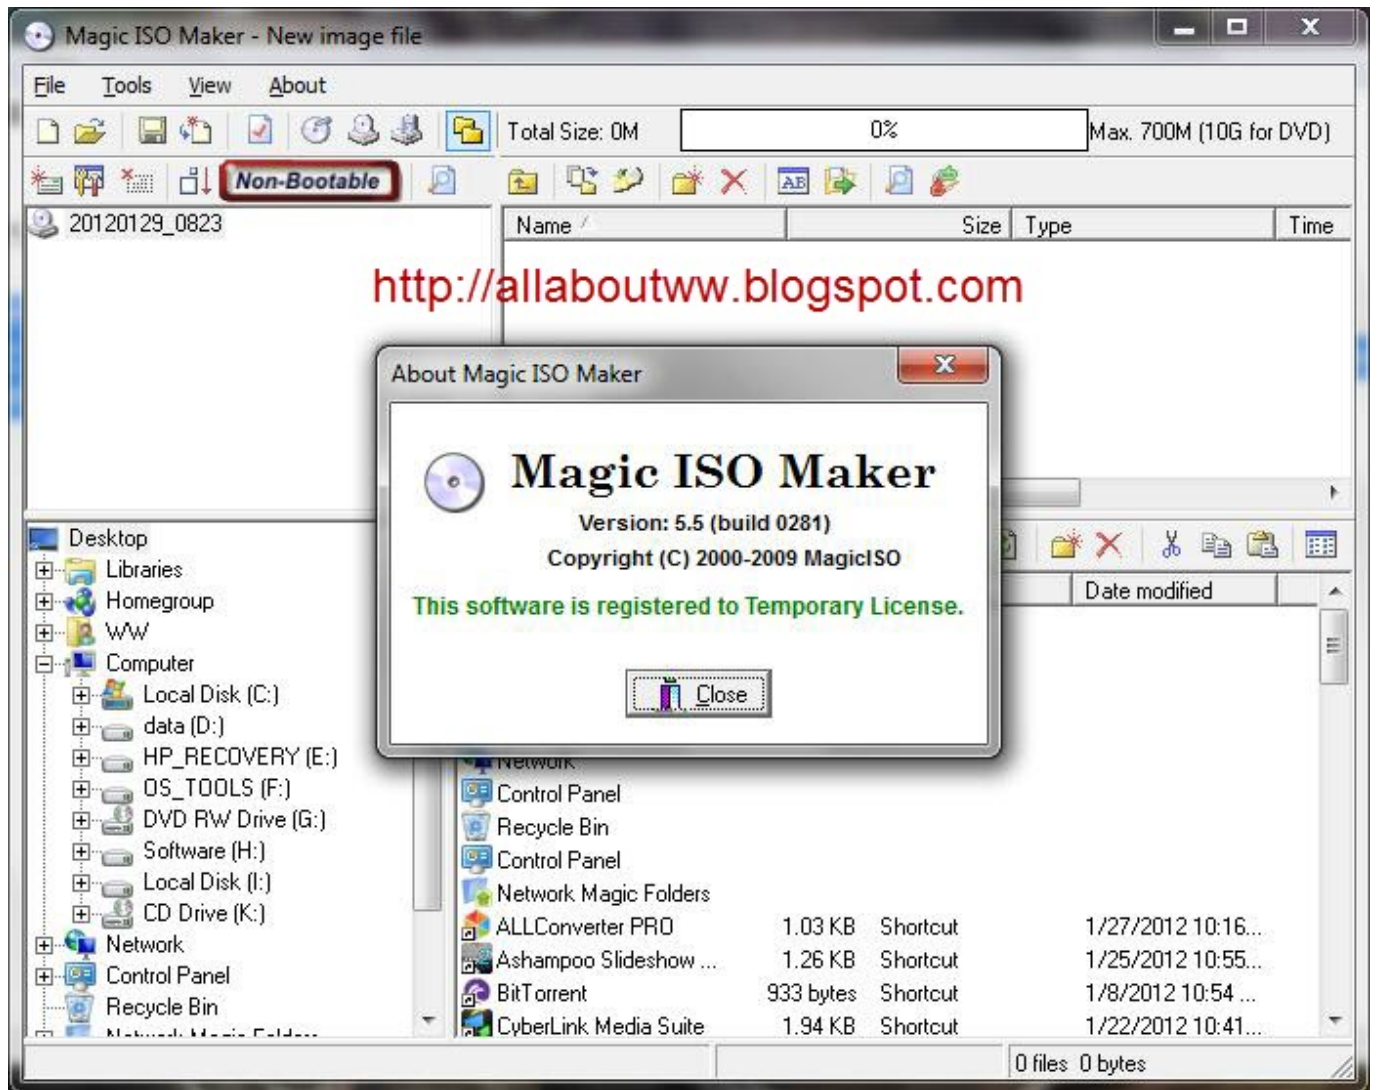 Magic ISO Maker - New image file
File Tools View About
Total Size: 0M 0% Max. 700M (10G for DVD)
Non-Bootable AB
20120129_0823
Name Size Type Time
http://allaboutww.blogspot.com
About Magic ISO Maker
Magic ISO Maker
Version: 5.5 (build 0281)
Copyright (C) 2000-2009 MagicISO
This software is registered to Temporary License.
Close
Desktop
Libraries
Homegroup
WW
Computer
Local Disk (C:)
data (D:)
HP_RECOVERY (E:)
OS_TOOLS (F:)
DVD RW Drive (G:)
Software (H:)
Local Disk (I:)
CD Drive (K:)
Network
Control Panel
Recycle Bin
Network Magic Folders
Date modified
Network
Control Panel
Recycle Bin
Control Panel
Network Magic Folders
ALLConverter PRO 1.03 KB Shortcut 1/27/2012 10:16...
Ashampoo Slideshow ... 1.26 KB Shortcut 1/25/2012 10:55...
BitTorrent 933 bytes Shortcut 1/8/2012 10:54 ...
CyberLink Media Suite 1.94 KB Shortcut 1/22/2012 10:41...
0 files 0 bytes